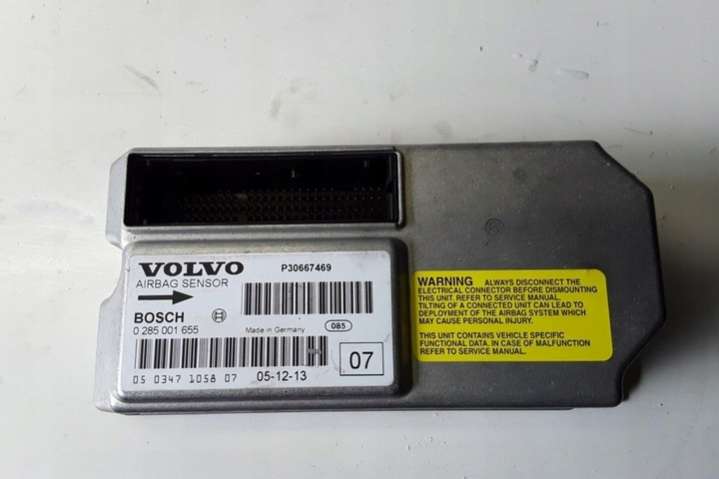 VOLVO
AIRBAG SENSOR
P30667469
BOSCH
0 285 001 655
Made in Germany
085
05 0347 1058 07
05-12-13
07
WARNING ALWAYS DISCONNECT THE
ELECTRICAL CONNECTOR BEFORE DISMOUNTING
THIS UNIT. REFER TO SERVICE MANUAL.
TILTING OF A CONNECTED UNIT CAN LEAD TO
DEPLOYMENT OF THE AIRBAG SYSTEM WHICH
MAY CAUSE PERSONAL INJURY.
THIS UNIT CONTAINS VEHICLE SPECIFIC
FUNCTIONAL DATA. IN CASE OF MALFUNCTION
REFER TO SERVICE MANUAL.